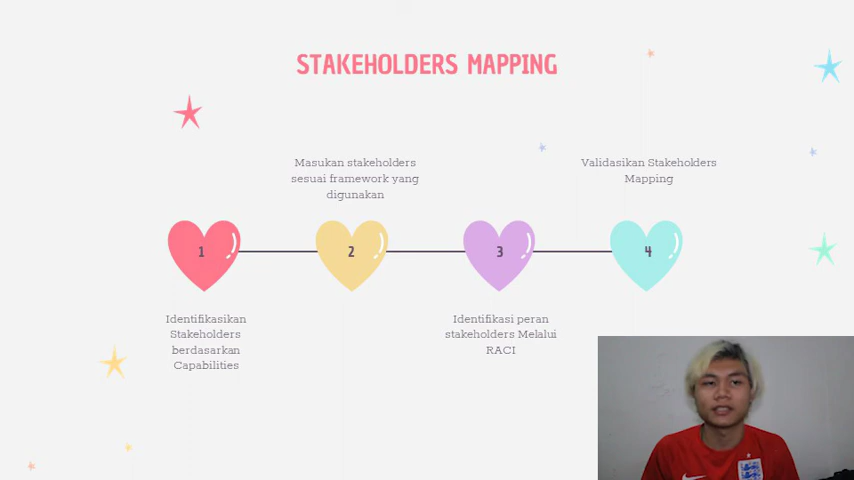 STAKEHOLDERS MAPPING
Masukan stakeholders
sesuai framework yang
digunakan
Validasikan Stakeholders
Mapping
1
2
3
4
Identifikasikan
Stakeholders
berdasarkan
Capabilities
Identifikasi peran
stakeholders Melalui
RACI